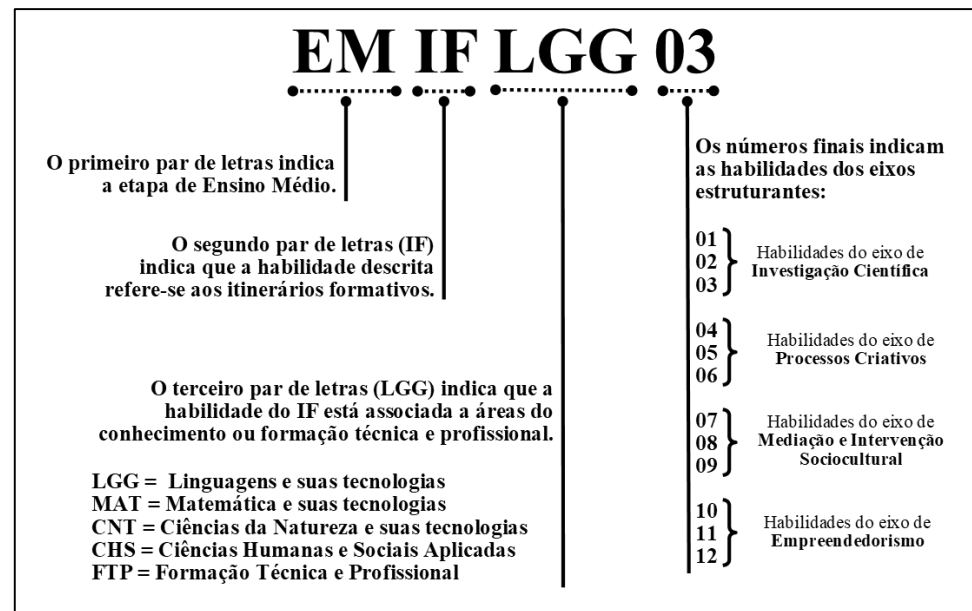 EM IF LGG 03
O primeiro par de letras indica
a etapa de Ensino Médio.
O segundo par de letras (IF)
indica que a habilidade descrita
refere-se aos itinerários formativos.
O terceiro par de letras (LGG) indica que a
habilidade do IF está associada a áreas do
conhecimento ou formação técnica e profissional.
LGG = Linguagens e suas tecnologias
MAT = Matemática e suas tecnologias
CNT = Ciências da Natureza e suas tecnologias
CHS = Ciências Humanas e Sociais Aplicadas
FTP = Formação Técnica e Profissional
Os números finais indicam
as habilidades dos eixos
estruturantes:
01
02
03
Habilidades do eixo de
Investigação Científica
04
05
06
Habilidades do eixo de
Processos Criativos
07
08
09
Habilidades do eixo de
Mediação e Intervenção
Sociocultural
10
11
12
Habilidades do eixo de
Empreendedorismo